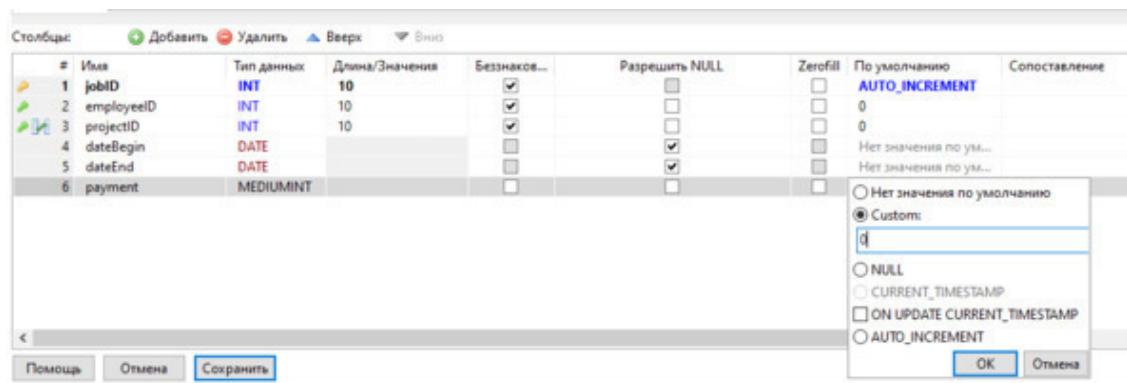 Столбцы: Добавить Удалить Вверх Вниз
# Имя Тип данных Длина/Значения Беззнаков... Разрешить NULL Zerofill По умолчанию Сопоставление
1 jobID INT 10 AUTO_INCREMENT
2 employeeID INT 10 0
3 projectID INT 10 0
4 dateBegin DATE Нет значения по ум...
5 dateEnd DATE Нет значения по ум...
6 payment MEDIUMINT
Нет значения по умолчанию
Custom:
0
NULL
CURRENT_TIMESTAMP
ON UPDATE CURRENT_TIMESTAMP
AUTO_INCREMENT
OK Отмена
Помощь Отмена Сохранить